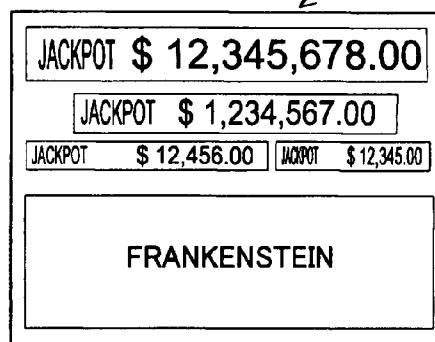 JACKPOT $ 12,345,678.00
JACKPOT $ 1,234,567.00
JACKPOT $ 12,456.00 JACKPOT $ 12,345.00
FRANKENSTEIN